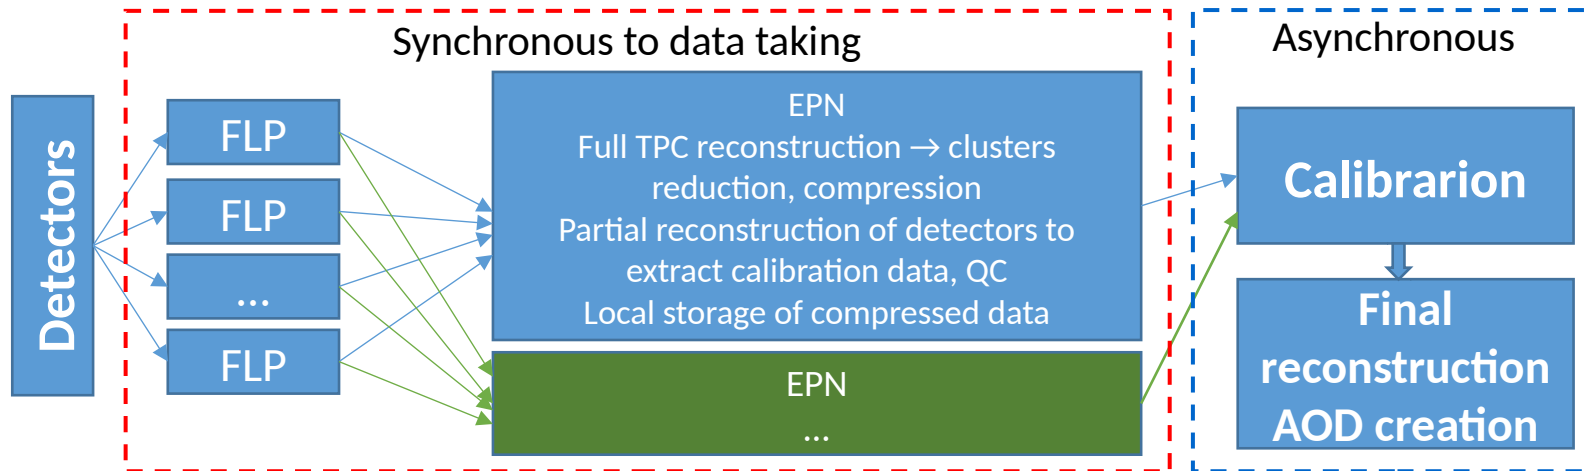 Synchronous to data taking
Asynchronous
Detectors
FLP
FLP
...
FLP
EPN
Full TPC reconstruction → clusters
reduction, compression
Partial reconstruction of detectors to
extract calibration data, QC
Local storage of compressed data
EPN
...
Calibrarion
Final
reconstruction
AOD creation